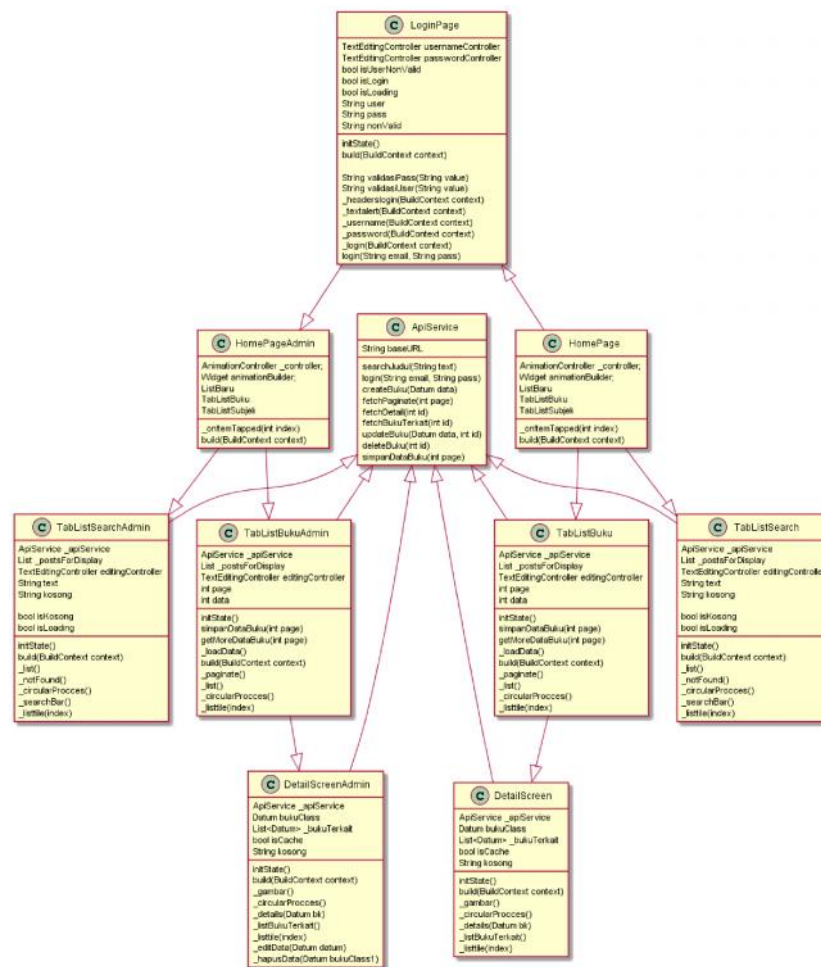 C LoginPage
TextEditingController usernameController
TextEditingController passwordController
bool isUserNonValid
bool isLogin
bool isLoading
String user
String pass
String nonValid
initState()
build(BuildContext context)
String validasiPass(String value)
String validasiUser(String value)
_headerslogin(BuildContext context)
_textalert(BuildContext context)
_username(BuildContext context)
_password(BuildContext context)
_login(BuildContext context)
login(String email, String pass)
C HomePageAdmin
AnimationController _controller;
Widget animationBuilder;
ListBaru
TabListBuku
TabListSubjek
_onItemTapped(int index)
build(BuildContext context)
C ApiService
String baseURL
searchJudul(String text)
login(String email, String pass)
createBuku(Datum data)
fetchPaginate(int page)
fetchDetail(int id)
fetchBukuTerkait(int id)
updateBuku(Datum data, int id)
deleteBuku(int id)
simpanDataBuku(int page)
C HomePage
AnimationController _controller;
Widget animationBuilder;
ListBaru
TabListBuku
TabListSubjek
_onItemTapped(int index)
build(BuildContext context)
C TabListSearchAdmin
ApiService _apiService
List _postsForDisplay
TextEditingController editingController
String text
String kosong
bool isKosong
bool isLoading
initState()
build(BuildContext context)
_list()
_notFound()
_circularProcces()
_searchBar()
_listtile(index)
C TabListBukuAdmin
ApiService _apiService
List _postsForDisplay
TextEditingController editingController
int page
int data
initState()
simpanDataBuku(int page)
getMoreDataBuku(int page)
_loadData()
build(BuildContext context)
_paginate()
_list()
_circularProcces()
_listtile(index)
C TabListBuku
ApiService _apiService
List _postsForDisplay
TextEditingController editingController
int page
int data
initState()
simpanDataBuku(int page)
getMoreDataBuku(int page)
_loadData()
build(BuildContext context)
_paginate()
_list()
_circularProcces()
_listtile(index)
C TabListSearch
ApiService _apiService
List _postsForDisplay
TextEditingController editingController
String text
String kosong
bool isKosong
bool isLoading
initState()
build(BuildContext context)
_list()
_notFound()
_circularProcces()
_searchBar()
_listtile(index)
C DetailScreenAdmin
ApiService _apiService
Datum bukuClass
List<Datum> _bukuTerkait
bool isCache
String kosong
initState()
build(BuildContext context)
_gambar()
_circularProcces()
_details(Datum bk)
_listBukuTerkait()
_listtile(index)
_editData(Datum datum)
_hapusData(Datum bukuClass1)
C DetailScreen
ApiService _apiService
Datum bukuClass
List<Datum> _bukuTerkait
bool isCache
String kosong
initState()
build(BuildContext context)
_gambar()
_circularProcces()
_details(Datum bk)
_listBukuTerkait()
_listtile(index)